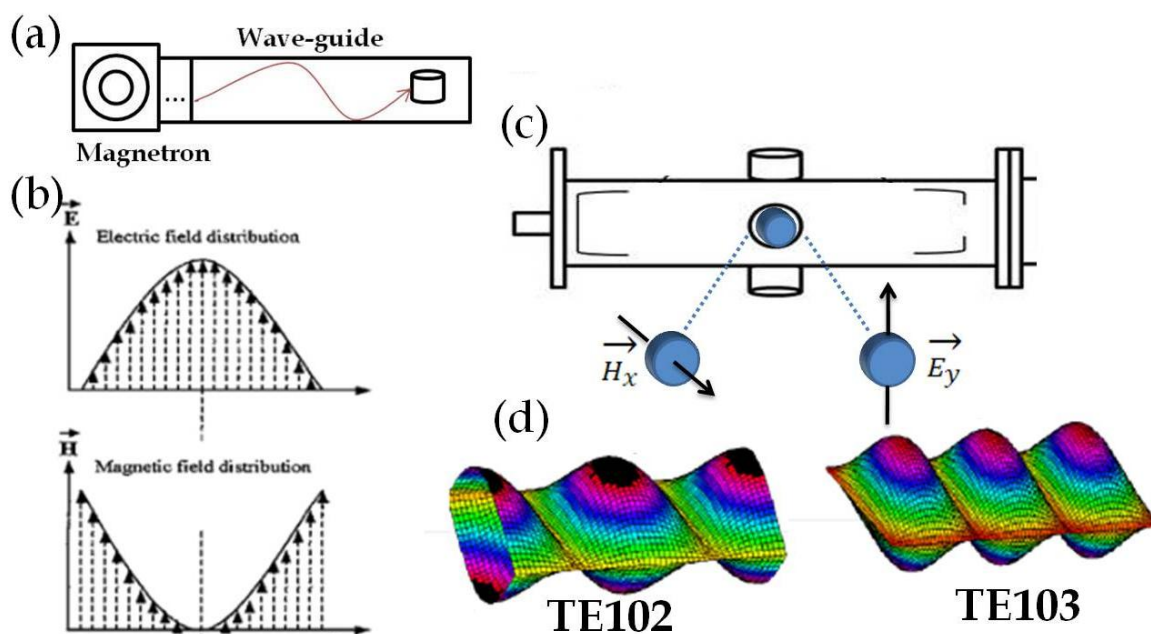 (a)
Wave-guide
...
Magnetron
(b)
E
Electric field distribution
H
Magnetic field distribution
(c)
Hx
Ey
(d)
TE102
TE103